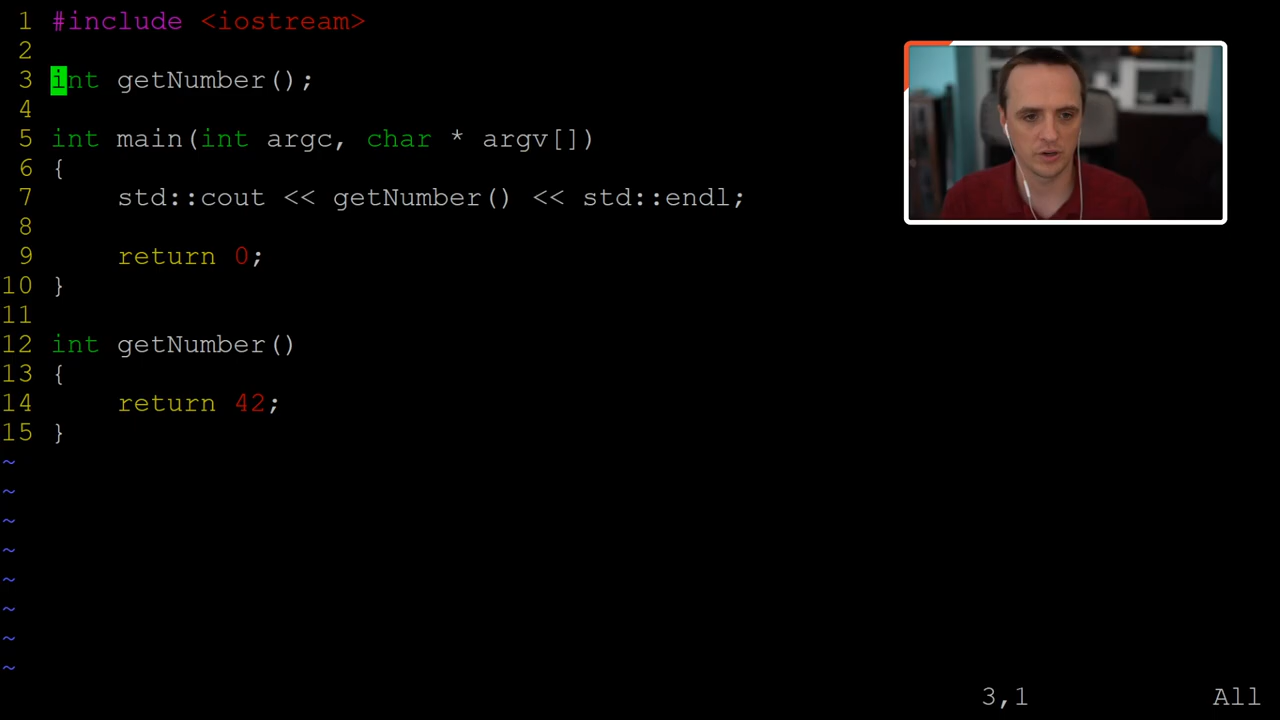 1 #include <iostream>
2
3 int getNumber();
4
5 int main(int argc, char * argv[])
6 {
7     std::cout << getNumber() << std::endl;
8
9     return 0;
10 }
11
12 int getNumber()
13 {
14     return 42;
15 }
~
~
~
~
~
~
~
~
3,1 All